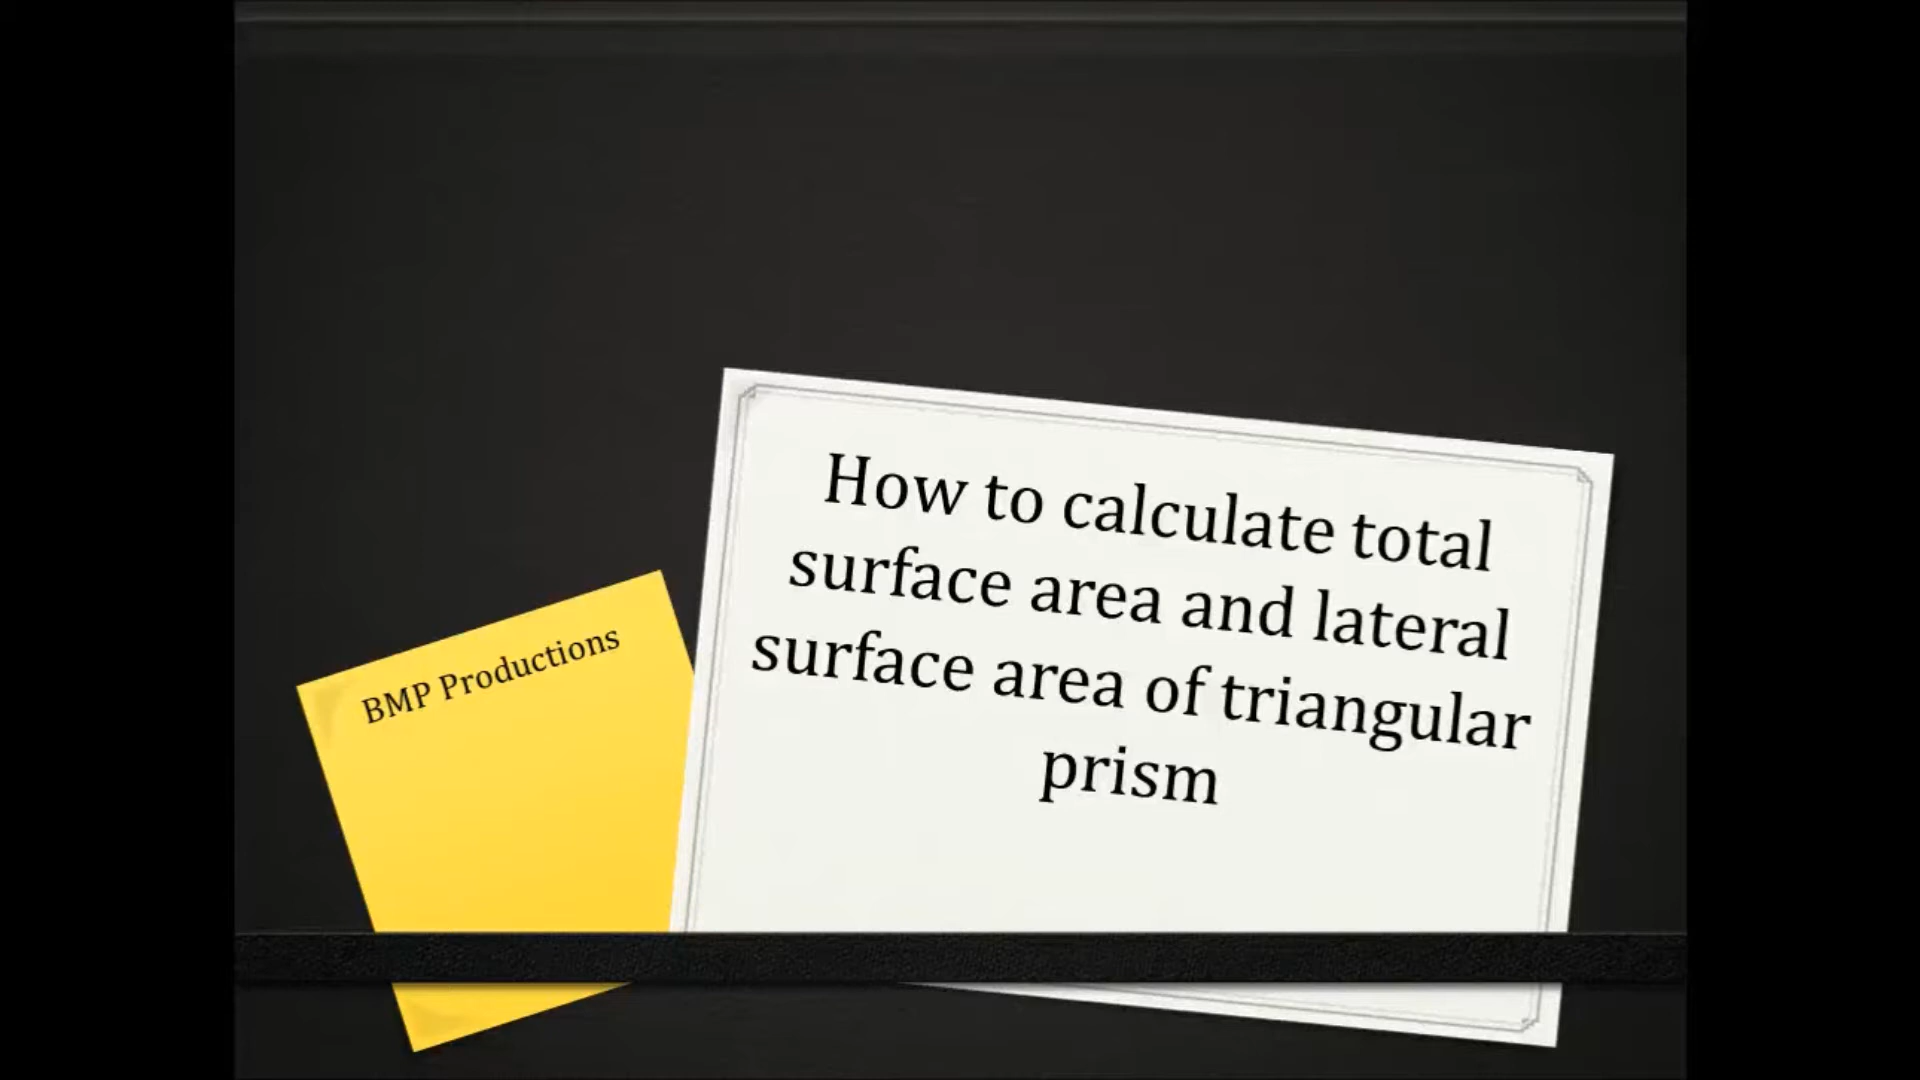 How to calculate total
surface area and lateral
surface area of triangular
prism
BMP Productions